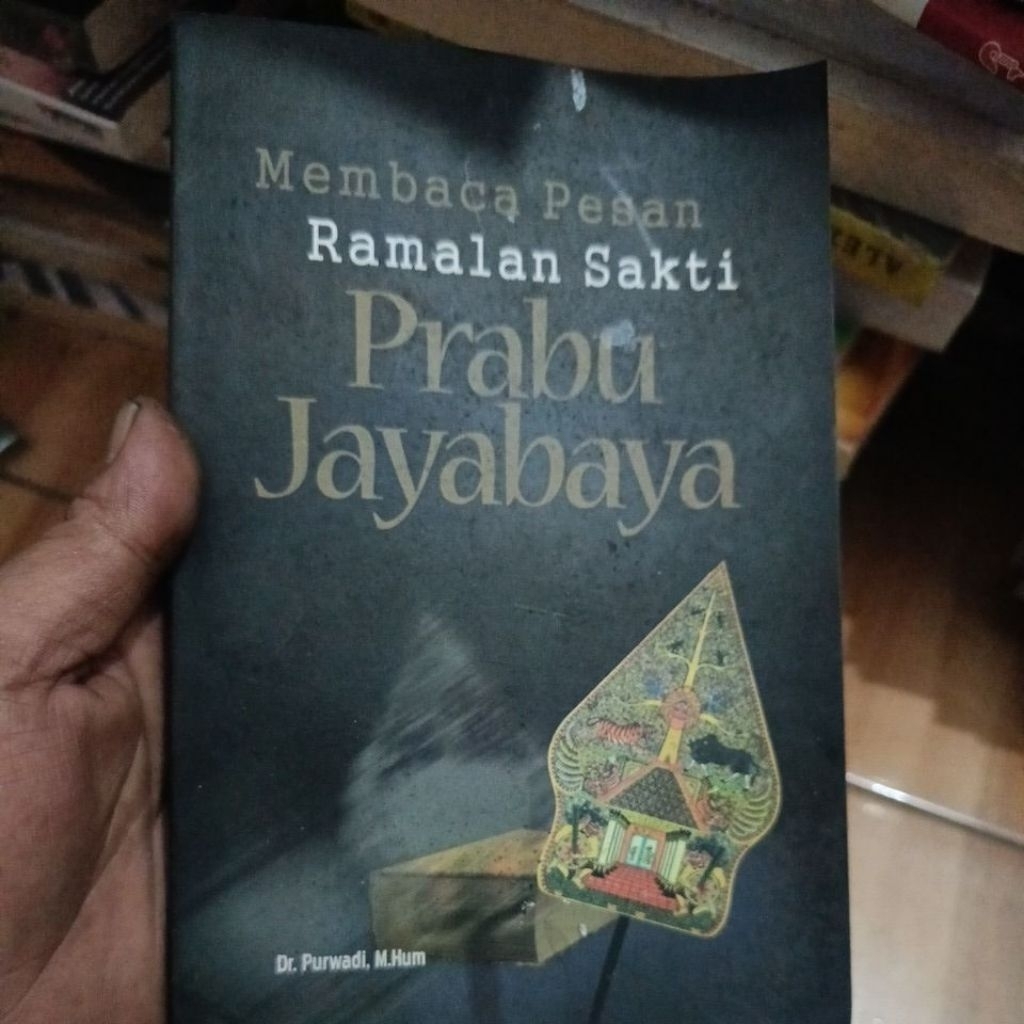 Membaca Pesan
Ramalan Sakti
Prabu
Jayabaya
Dr. Purwadi, M.Hum